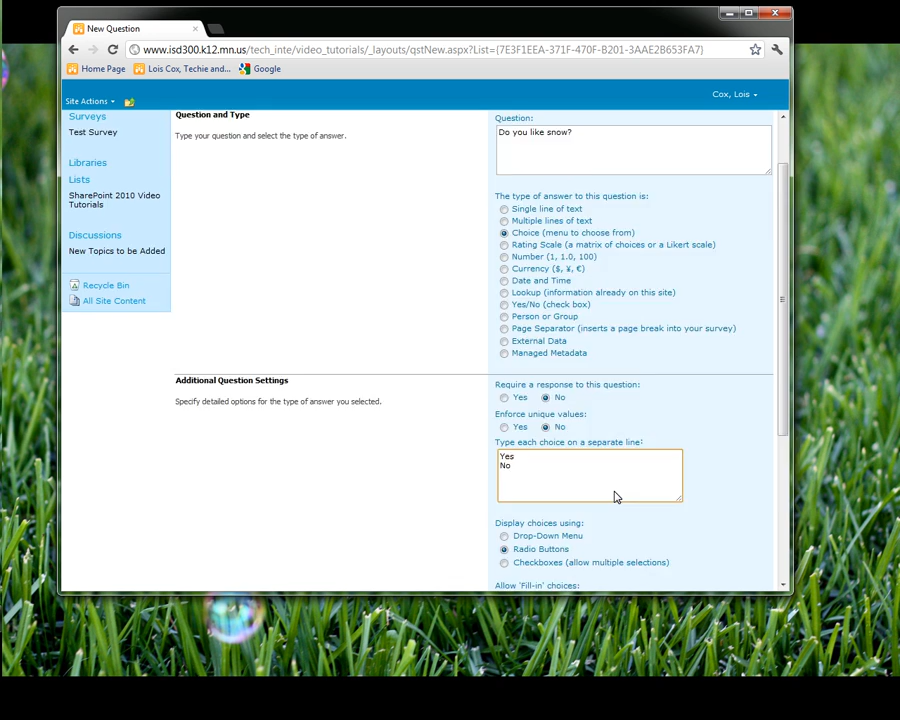 New Question
www.isd300.k12.mn.us/tech_inte/video_tutorials/_layouts/qstNew.aspx?List={7E3F1EEA-371F-470F-B201-3AAE2B653FA7}
Home Page
Lois Cox, Techie and...
Google
Cox, Lois
Site Actions
Surveys
Test Survey
Libraries
Lists
SharePoint 2010 Video
Tutorials
Discussions
New Topics to be Added
Recycle Bin
All Site Content
Question and Type
Type your question and select the type of answer.
Question:
Do you like snow?
The type of answer to this question is:
Single line of text
Multiple lines of text
Choice (menu to choose from)
Rating Scale (a matrix of choices or a Likert scale)
Number (1, 1.0, 100)
Currency ($, ¥, €)
Date and Time
Lookup (information already on this site)
Yes/No (check box)
Person or Group
Page Separator (inserts a page break into your survey)
External Data
Managed Metadata
Additional Question Settings
Specify detailed options for the type of answer you selected.
Require a response to this question:
Yes No
Enforce unique values:
Yes No
Type each choice on a separate line:
Yes
No
Display choices using:
Drop-Down Menu
Radio Buttons
Checkboxes (allow multiple selections)
Allow 'Fill-in' choices: